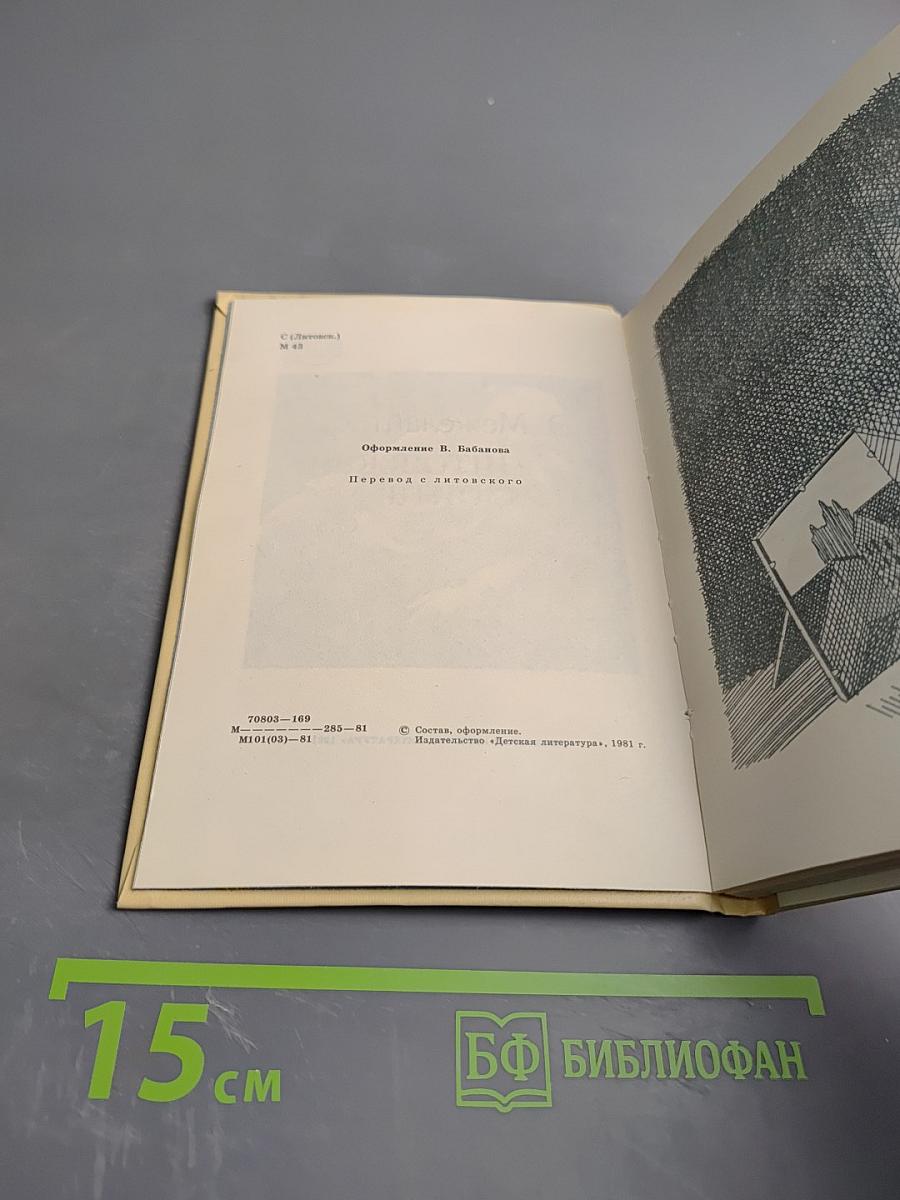 С (Литовск.)
М 43
Оформление В. Бабанова
Перевод с литовского
70803—169
М———————285—81
М101(03)—81
© Состав, оформление.
Издательство «Детская литература», 1981 г.
15 см
БФ БИБЛИОФАН